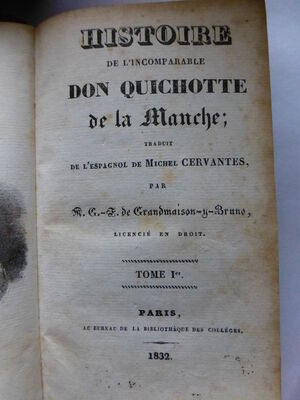 HISTOIRE
DE L'INCOMPARABLE
DON QUICHOTTE
de la Manche;
TRADUIT
DE L'ESPAGNOL DE MICHEL CERVANTES,
PAR
M. G.-F. de Grandmaison-y-Bruno,
LICENCIÉ EN DROIT.
TOME Ier.
PARIS,
AU BUREAU DE LA BIBLIOTHÈQUE DES COLLÉGES.
1832.